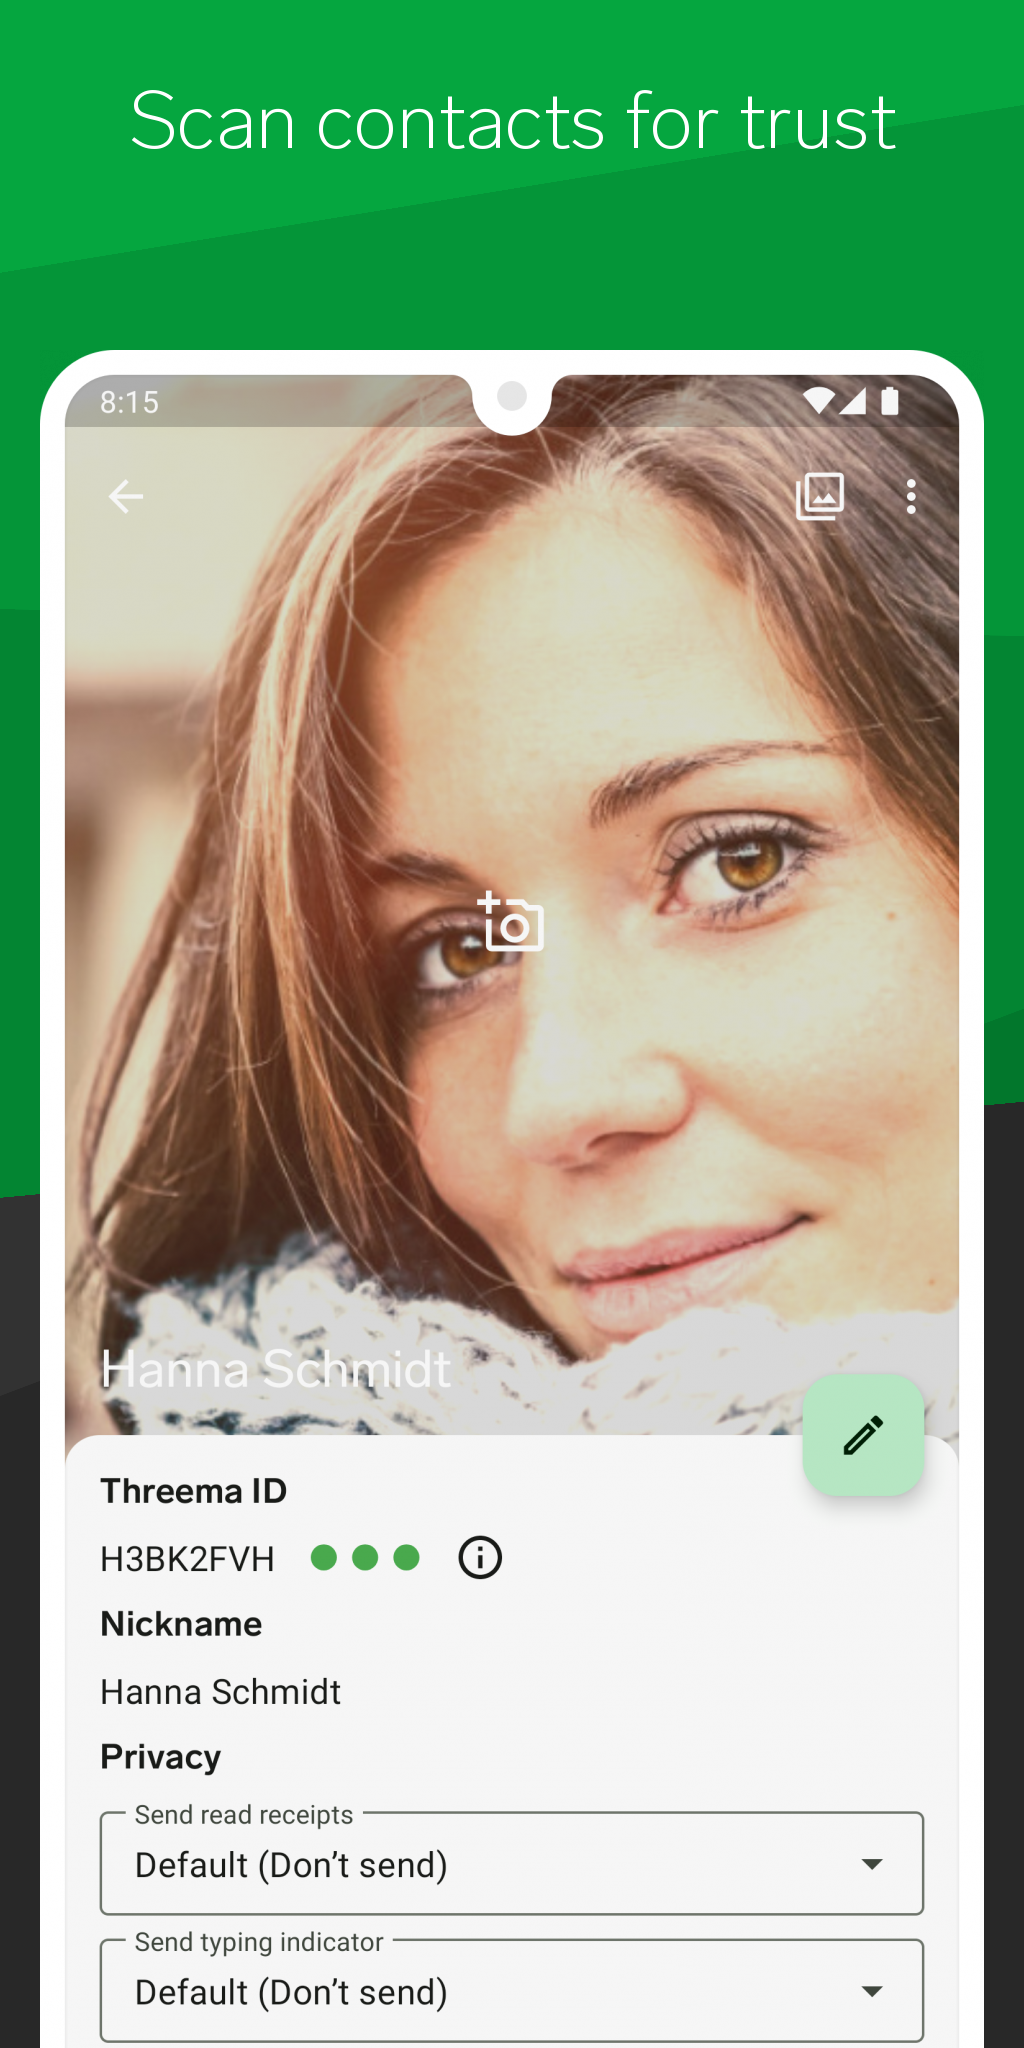 Scan contacts for trust
8:15
Hanna Schmidt
Threema ID
H3BK2FVH
Nickname
Hanna Schmidt
Privacy
Send read receipts
Default (Don’t send)
Send typing indicator
Default (Don’t send)